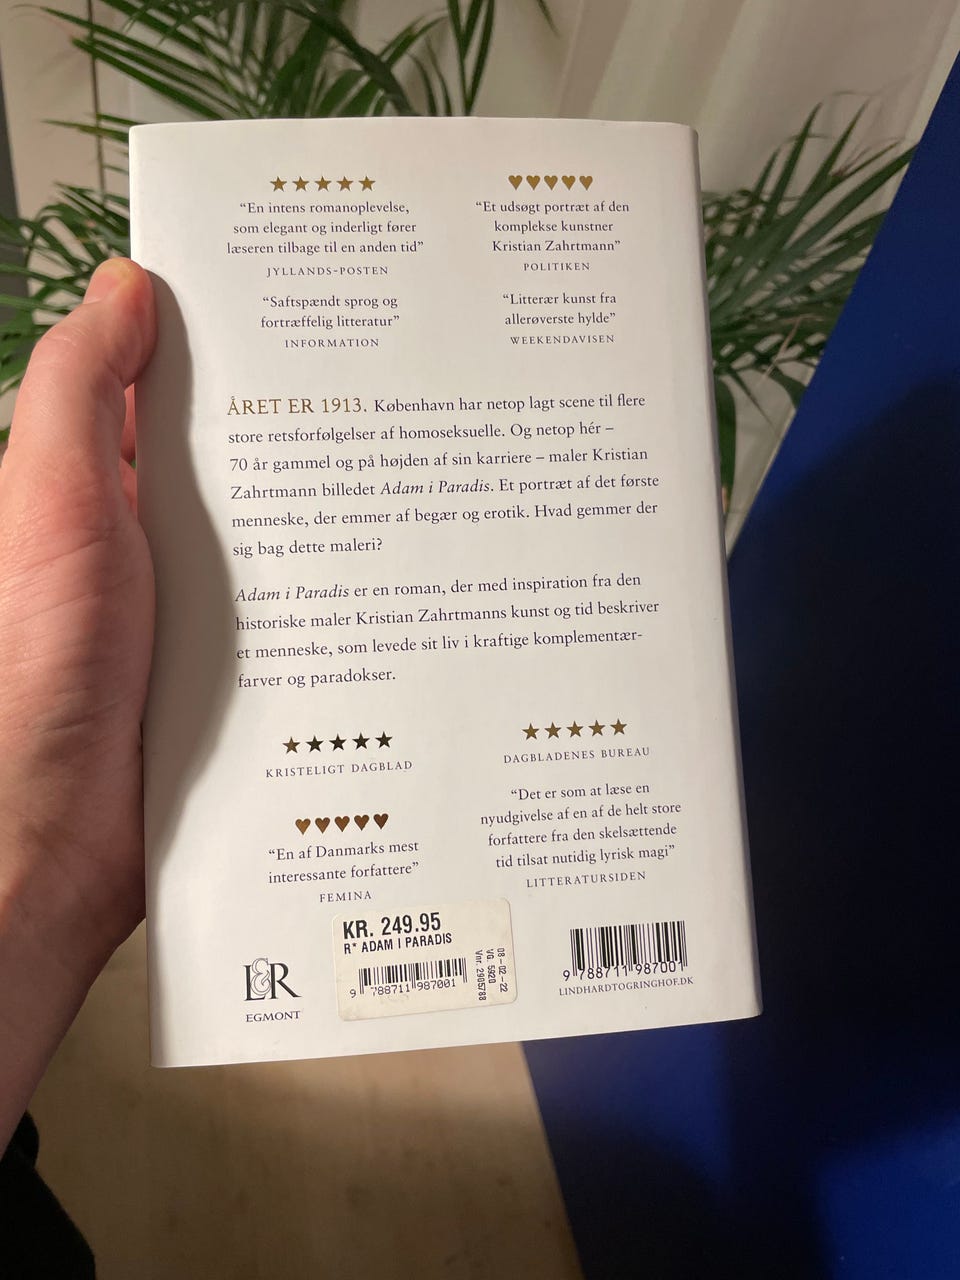 “En intens romanoplevelse,
som elegant og inderligt fører
læseren tilbage til en anden tid”
JYLLANDS-POSTEN
“Et udsøgt portræt af den
komplekse kunstner
Kristian Zahrtmann”
POLITIKEN
“Saftspændt sprog og
fortræffelig litteratur”
INFORMATION
“Litterær kunst fra
allerøverste hylde”
WEEKENDAVISEN
ÅRET ER 1913. København har netop lagt scene til flere
store retsforfølgelser af homoseksuelle. Og netop hér –
70 år gammel og på højden af sin karriere – maler Kristian
Zahrtmann billedet Adam i Paradis. Et portræt af det første
menneske, der emmer af begær og erotik. Hvad gemmer der
sig bag dette maleri?
Adam i Paradis er en roman, der med inspiration fra den
historiske maler Kristian Zahrtmanns kunst og tid beskriver
et menneske, som levede sit liv i kraftige komplementær-
farver og paradokser.
KRISTELIGT DAGBLAD
DAGBLADENES BUREAU
“En af Danmarks mest
interessante forfattere”
FEMINA
“Det er som at læse en
nyudgivelse af en af de helt store
forfattere fra den skelsættende
tid tilsat nutidig lyrisk magi”
LITTERATURSIDEN
L&R
EGMONT
KR. 249.95
R* ADAM I PARADIS
9 788711 987001
Vnr. 2905788
VG. 5920
08-02-22
9 788711 987001
LINDHARDTOGRINGHOF.DK